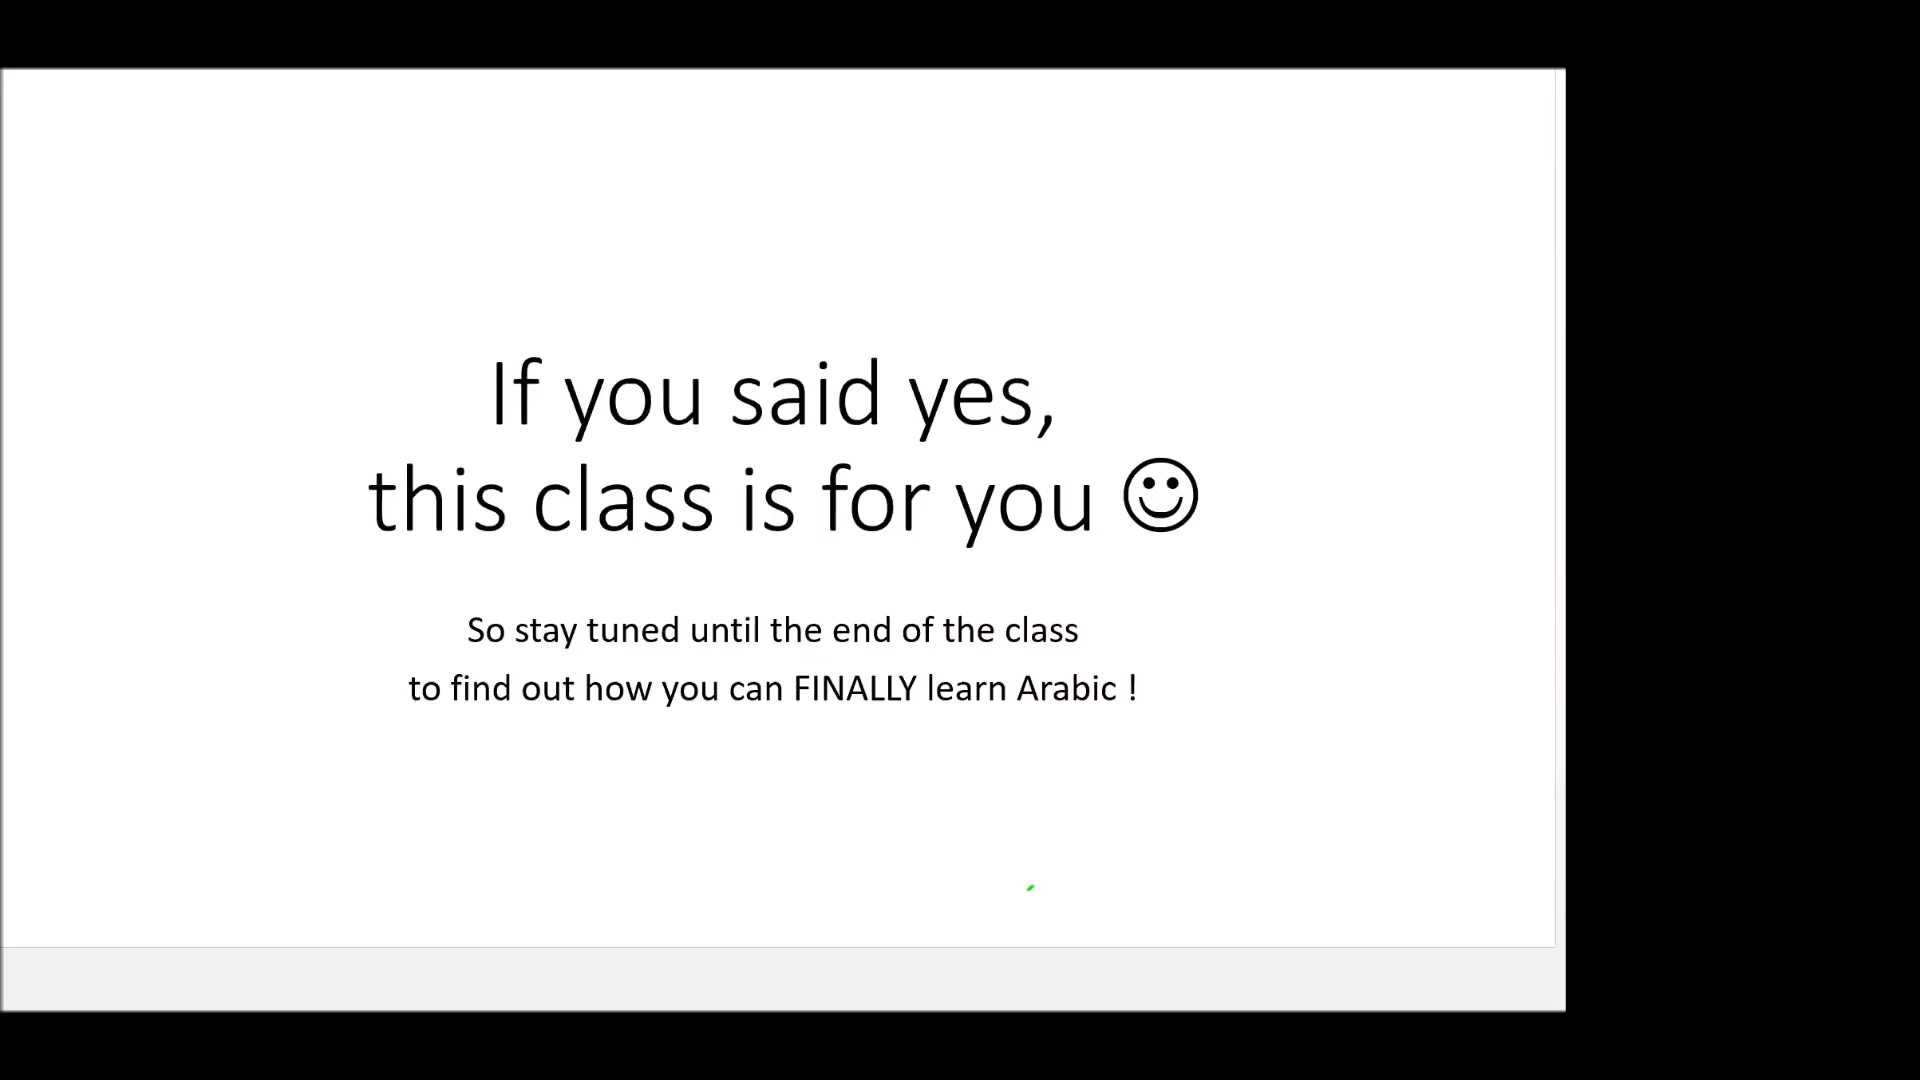 If you said yes,
this class is for you ☺
So stay tuned until the end of the class
to find out how you can FINALLY learn Arabic !